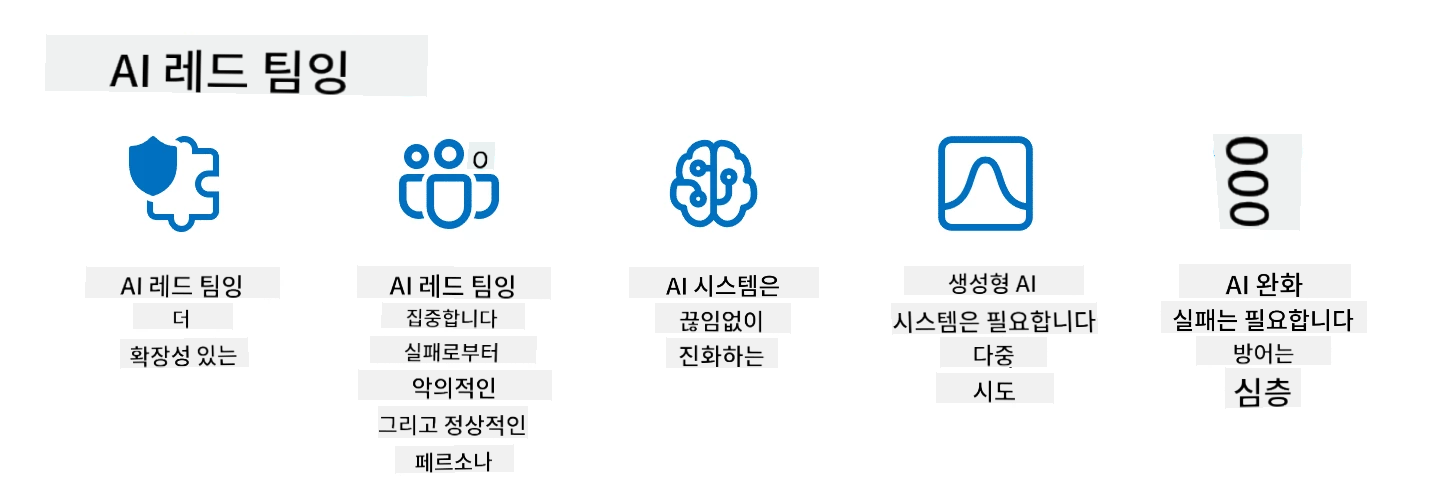 AI 레드 팀잉
o
000
AI 레드 팀잉
더
확장성 있는
AI 레드 팀잉
집중합니다
실패로부터
악의적인
그리고 정상적인
페르소나
AI 시스템은
끊임없이
진화하는
생성형 AI
시스템은 필요합니다
다중
시도
AI 완화
실패는 필요합니다
방어는
심층